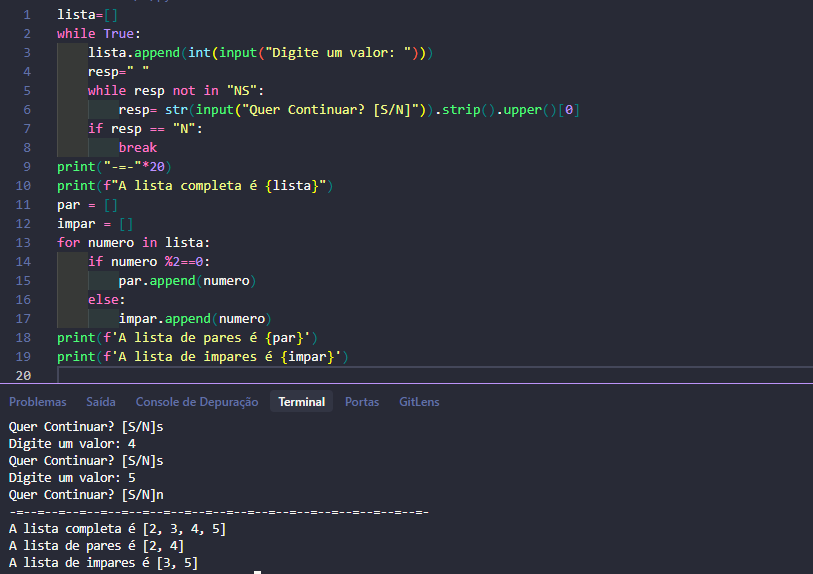 1 lista=[]
2 while True:
3 lista.append(int(input("Digite um valor: ")))
4 resp=" "
5 while resp not in "NS":
6 resp= str(input("Quer Continuar? [S/N]")).strip().upper()[0]
7 if resp == "N":
8 break
9 print("-=-"*20)
10 print(f"A lista completa é {lista}")
11 par = []
12 impar = []
13 for numero in lista:
14 if numero %2==0:
15 par.append(numero)
16 else:
17 impar.append(numero)
18 print(f'A lista de pares é {par}')
19 print(f'A lista de impares é {impar}')
20
Problemas Saída Console de Depuração Terminal Portas GitLens
Quer Continuar? [S/N]s
Digite um valor: 4
Quer Continuar? [S/N]s
Digite um valor: 5
Quer Continuar? [S/N]n
-=--=--=--=--=--=--=--=--=--=--=--=--=--=--=--=--=--=--=--=-
A lista completa é [2, 3, 4, 5]
A lista de pares é [2, 4]
A lista de impares é [3, 5]